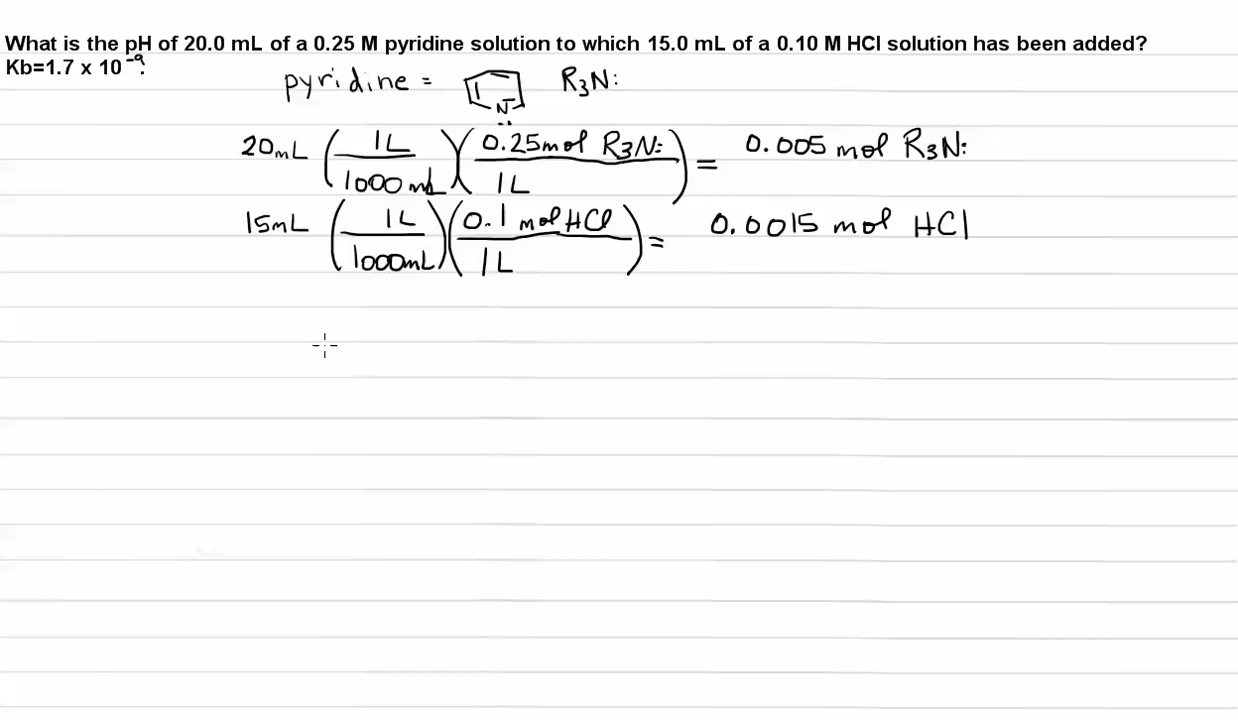 What is the pH of 20.0 mL of a 0.25 M pyridine solution to which 15.0 mL of a 0.10 M HCl solution has been added?
Kb=1.7 x 10⁻⁹.
pyridine = N R₃N:
20mL (1L / 1000 mL)(0.25mol R₃N: / 1L) = 0.005 mol R₃N:
15mL (1L / 1000mL)(0.1 mol HCl / 1L) = 0.0015 mol HCl